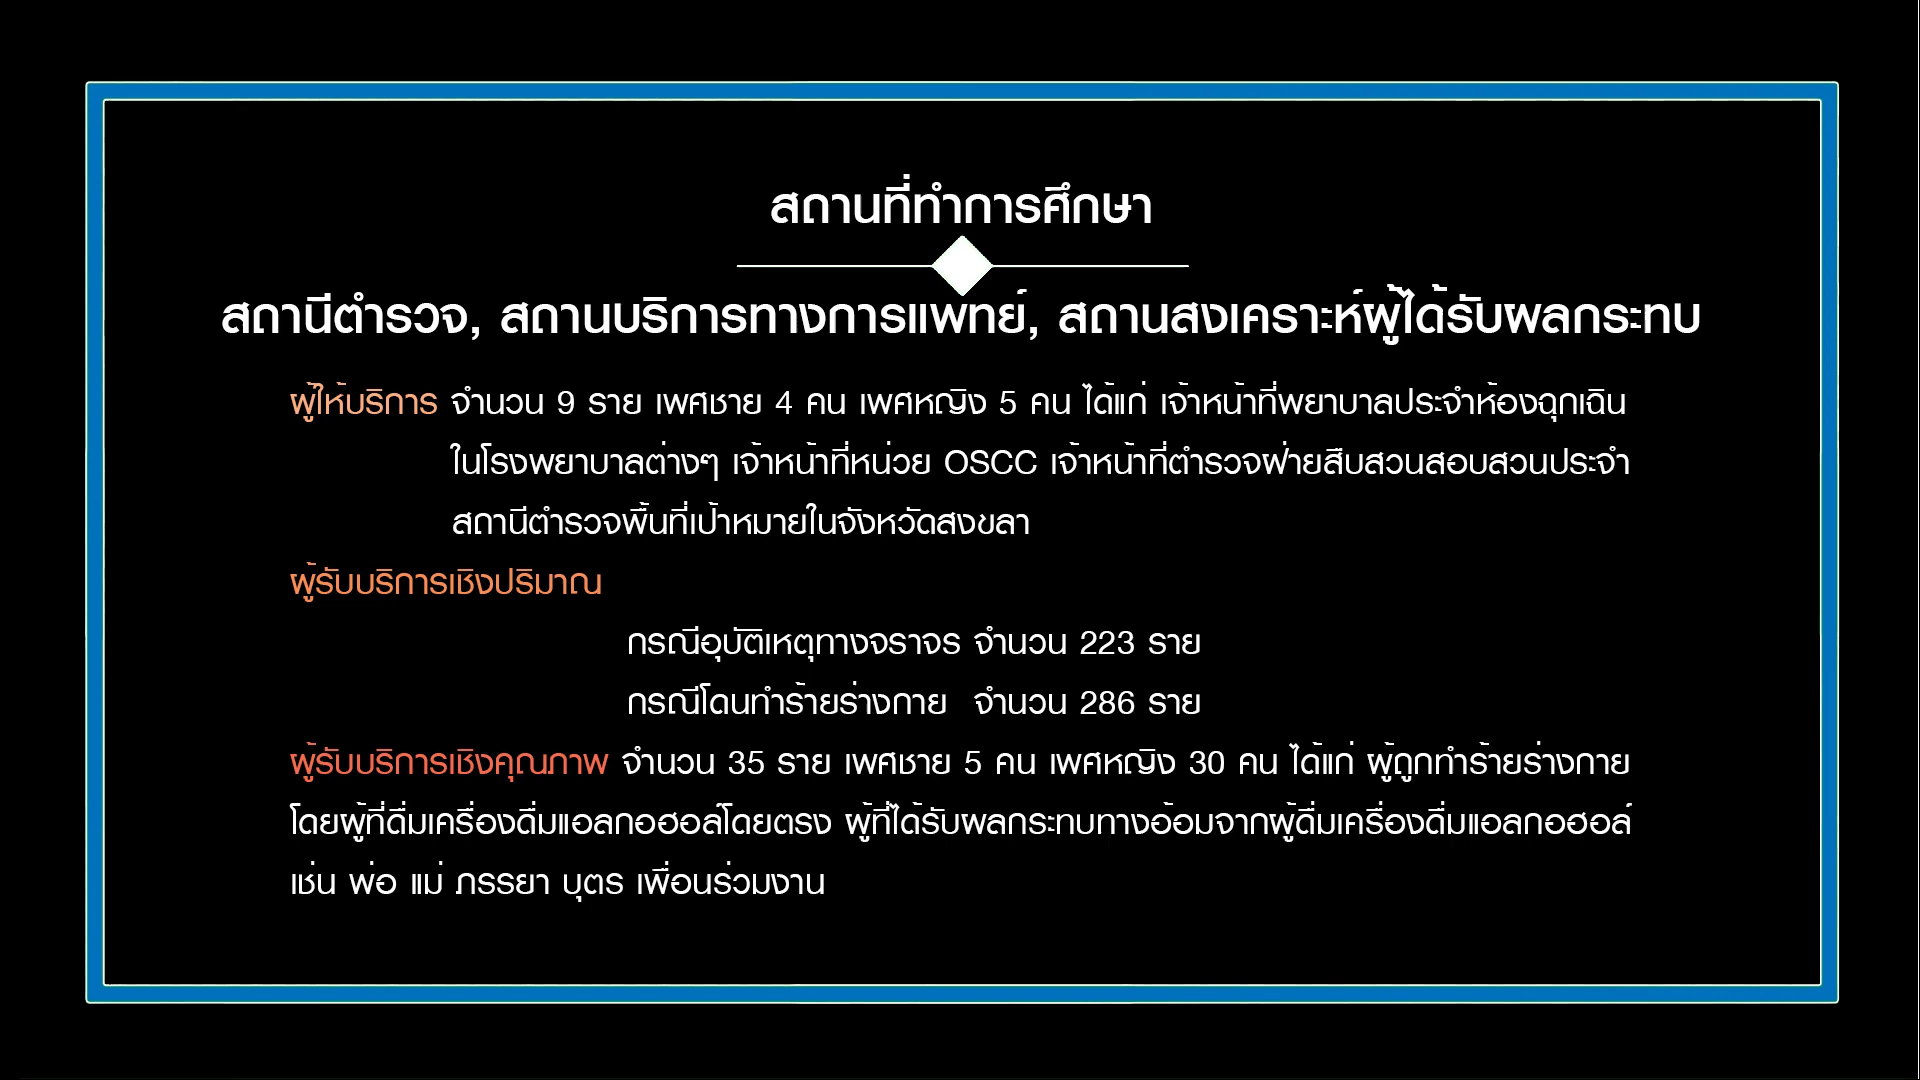 สถานที่ทำการศึกษา
สถานีตำรวจ, สถานบริการทางการแพทย์, สถานสงเคราะห์ผู้ได้รับผลกระทบ
ผู้ให้บริการ จำนวน 9 ราย เพศชาย 4 คน เพศหญิง 5 คน ได้แก่ เจ้าหน้าที่พยาบาลประจำห้องฉุกเฉิน
ในโรงพยาบาลต่างๆ เจ้าหน้าที่หน่วย OSCC เจ้าหน้าที่ตำรวจฝ่ายสืบสวนสอบสวนประจำ
สถานีตำรวจพื้นที่เป้าหมายในจังหวัดสงขลา
ผู้รับบริการเชิงปริมาณ
กรณีอุบัติเหตุทางจราจร จำนวน 223 ราย
กรณีโดนทำร้ายร่างกาย จำนวน 286 ราย
ผู้รับบริการเชิงคุณภาพ จำนวน 35 ราย เพศชาย 5 คน เพศหญิง 30 คน ได้แก่ ผู้ถูกทำร้ายร่างกาย
โดยผู้ที่ดื่มเครื่องดื่มแอลกอฮอล์โดยตรง ผู้ที่ได้รับผลกระทบทางอ้อมจากผู้ดื่มเครื่องดื่มแอลกอฮอล์
เช่น พ่อ แม่ ภรรยา บุตร เพื่อนร่วมงาน